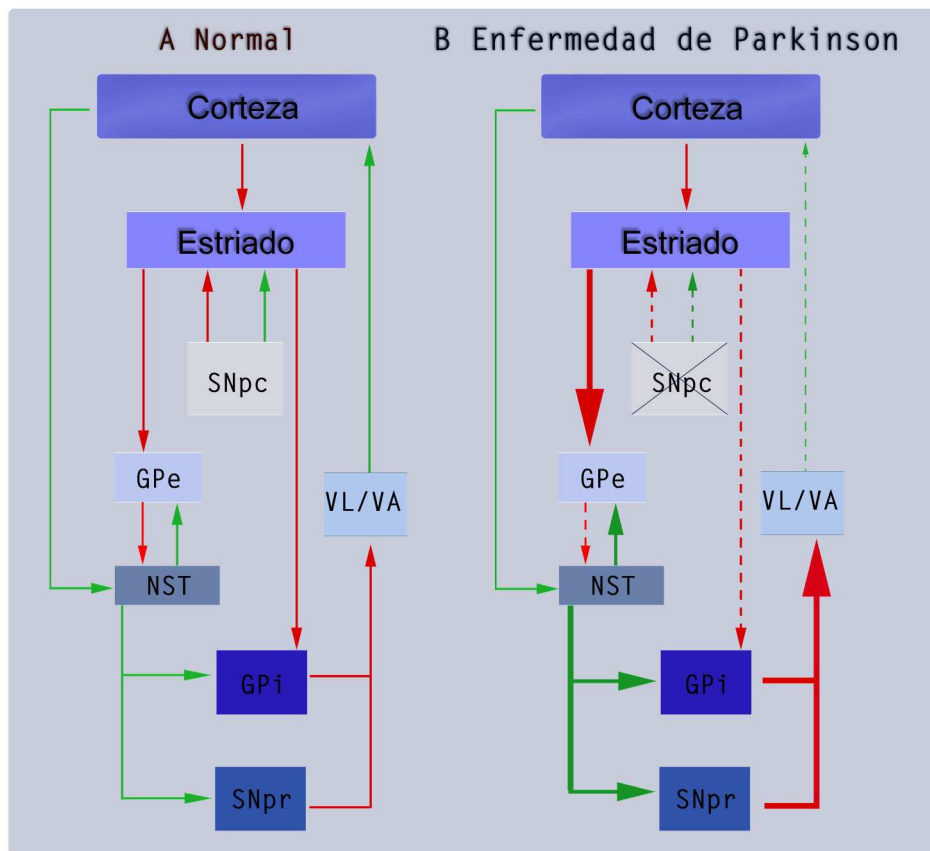 A Normal
Corteza
Estriado
SNpc
GPe
VL/VA
NST
GPi
SNpr
B Enfermedad de Parkinson
Corteza
Estriado
SNpc
GPe
VL/VA
NST
GPi
SNpr